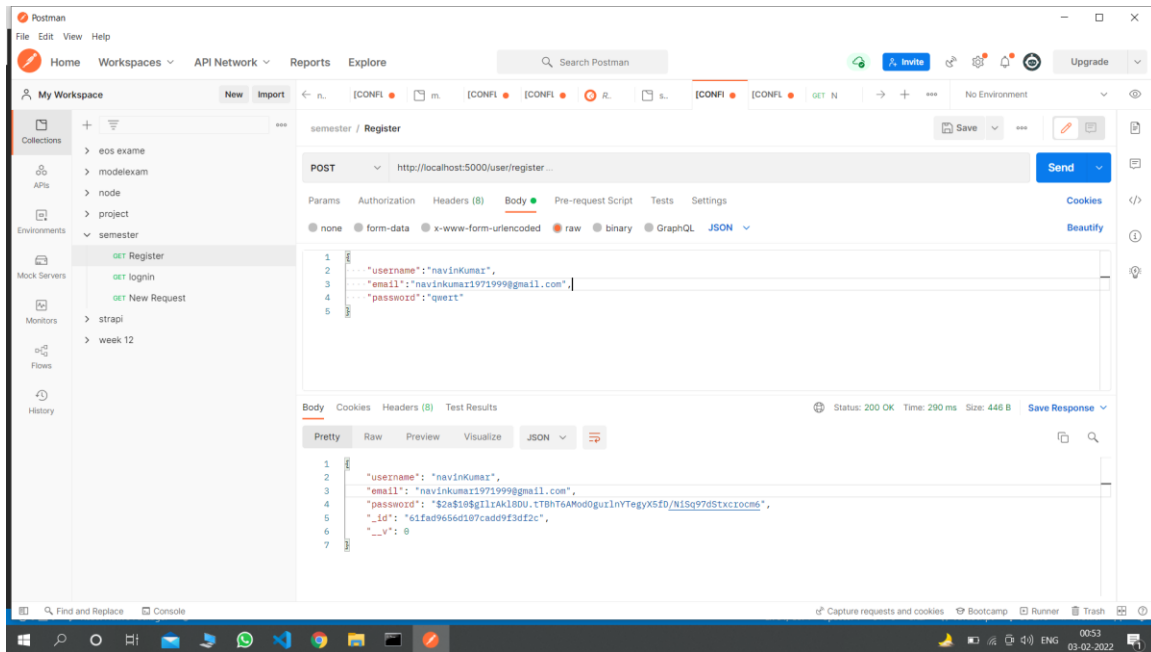 Postman
File Edit View Help
Home Workspaces API Network Reports Explore Search Postman Invite Upgrade
My Workspace New Import n.. [CONFL m. [CONFL [CONFL R. s.. [CONFI [CONFL GET N No Environment
semester / Register Save
Collections
APIs
Environments
Mock Servers
Monitors
Flows
History
eos exame
modelexam
node
project
semester
GET Register
GET lognin
GET New Request
strapi
week 12
POST http://localhost:5000/user/register... Send
Params Authorization Headers (8) Body Pre-request Script Tests Settings Cookies
none form-data x-www-form-urlencoded raw binary GraphQL JSON Beautify
1 {
2 "username":"navinKumar",
3 "email":"navinkumar1971999@gmail.com",
4 "password":"qwert"
5 }
Body Cookies Headers (8) Test Results Status: 200 OK Time: 290 ms Size: 446 B Save Response
Pretty Raw Preview Visualize JSON
1 {
2 "username": "navinKumar",
3 "email": "navinkumar1971999@gmail.com",
4 "password": "$2a$10$gIlrAkl8DU.tTBhT6AModOgurlnYTegyX5fD/NiSq97dStxcrocm6",
5 "_id": "61fad9656d107cadd9f3df2c",
6 "__v": 0
7 }
Find and Replace Console Capture requests and cookies Bootcamp Runner Trash
ENG 00:53
03-02-2022